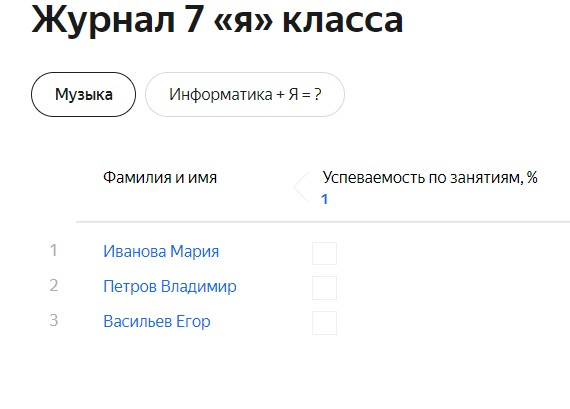 Журнал 7 «я» класса
Музыка Информатика + Я = ?
Фамилия и имя Успеваемость по занятиям, %
1
1 Иванова Мария
2 Петров Владимир
3 Васильев Егор